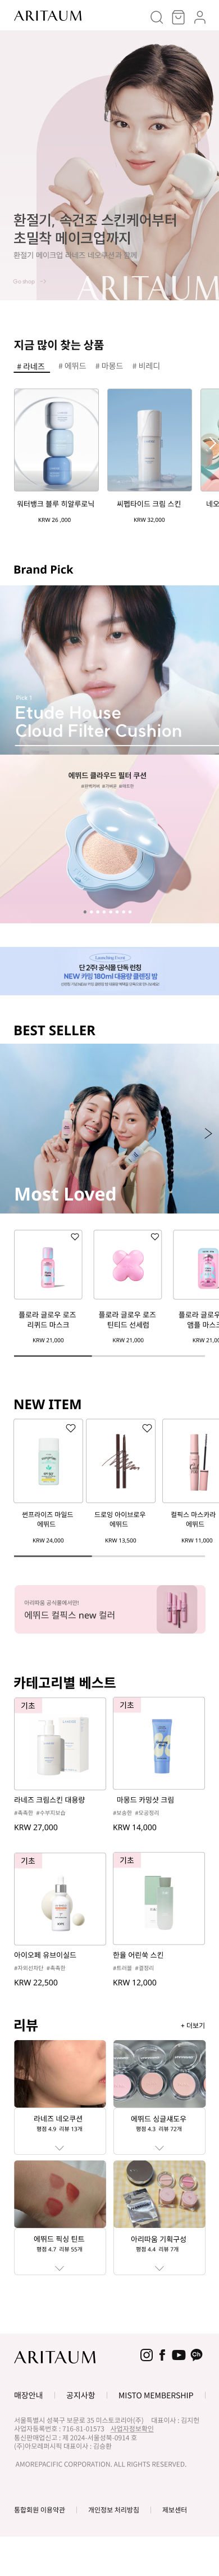 ARITAUM
환절기, 속건조 스킨케어부터
초밀착 메이크업까지
환절기 메이크업 라네즈 네오쿠션과 함께
Go shop
ARITAUM
지금 많이 찾는 상품
# 라네즈 # 에뛰드 # 마몽드 # 비레디
워터뱅크 블루 히알루로닉
KRW 26 ,000
씨펩타이드 크림 스킨
KRW 32,000
네오
Brand Pick
Pick 1
Etude House
Cloud Filter Cushion
에뛰드 클라우드 필터 쿠션
단 2주! 공식몰 단독 런칭
NEW 카밍 180ml 대용량 클렌징 밤
BEST SELLER
Most Loved
플로라 글로우 로즈
리퀴드 마스크
KRW 21,000
플로라 글로우 로즈
틴티드 선세럼
KRW 21,000
플로라 글로우
앰플 마스크
KRW 21,00
NEW ITEM
썬프라이즈 마일드
에뛰드
KRW 24,000
드로잉 아이브로우
에뛰드
KRW 13,500
컬픽스 마스카라
에뛰드
KRW 11,000
아리따움 공식몰에서만!
에뛰드 컬픽스 new 컬러
카테고리별 베스트
기초
라네즈 크림스킨 대용량
#촉촉한 #수부지보습
KRW 27,000
기초
마몽드 카밍샷 크림
#보송한 #모공정리
KRW 14,000
기초
아이오페 유브이쉴드
#자외선차단 #촉촉한
KRW 22,500
기초
한율 어린쑥 스킨
#트러블 #결정리
KRW 12,000
리뷰
+ 더보기
라네즈 네오쿠션
평점 4.9 리뷰 13개
에뛰드 싱글섀도우
평점 4.3 리뷰 72개
에뛰드 픽싱 틴트
평점 4.7 리뷰 55개
아리따움 기획구성
평점 4.4 리뷰 7개
ARITAUM
매장안내 공지사항 MISTO MEMBERSHIP
서울특별시 성북구 보문로 35 미스토코리아(주) 대표이사 : 김지헌
사업자등록번호 : 716-81-01573 사업자정보확인
통신판매업신고 : 제 2024-서울성북-0914 호
(주)아모레퍼시픽 대표이사 : 김승환
AMOREPACIFIC CORPORATION. ALL RIGHTS RESERVED.
통합회원 이용약관 개인정보 처리방침 제보센터